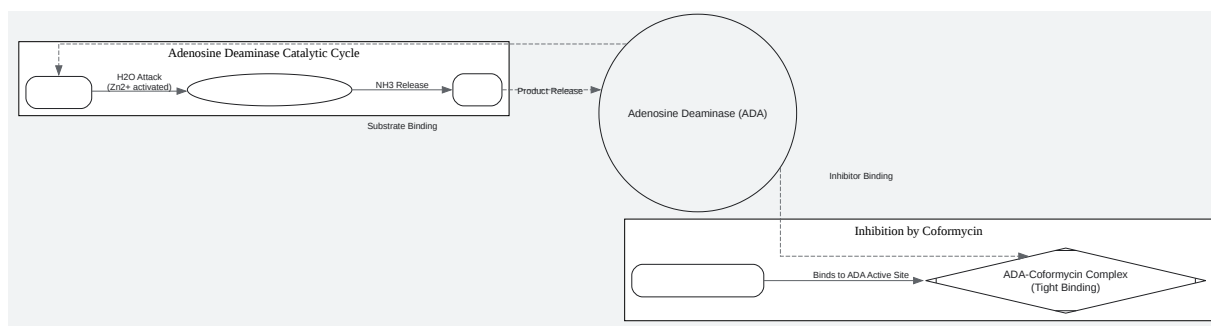 Adenosine Deaminase Catalytic Cycle
H2O Attack
(Zn2+ activated)
NH3 Release
Product Release
Substrate Binding
Adenosine Deaminase (ADA)
Inhibitor Binding
Inhibition by Coformycin
Binds to ADA Active Site
ADA-Coformycin Complex
(Tight Binding)